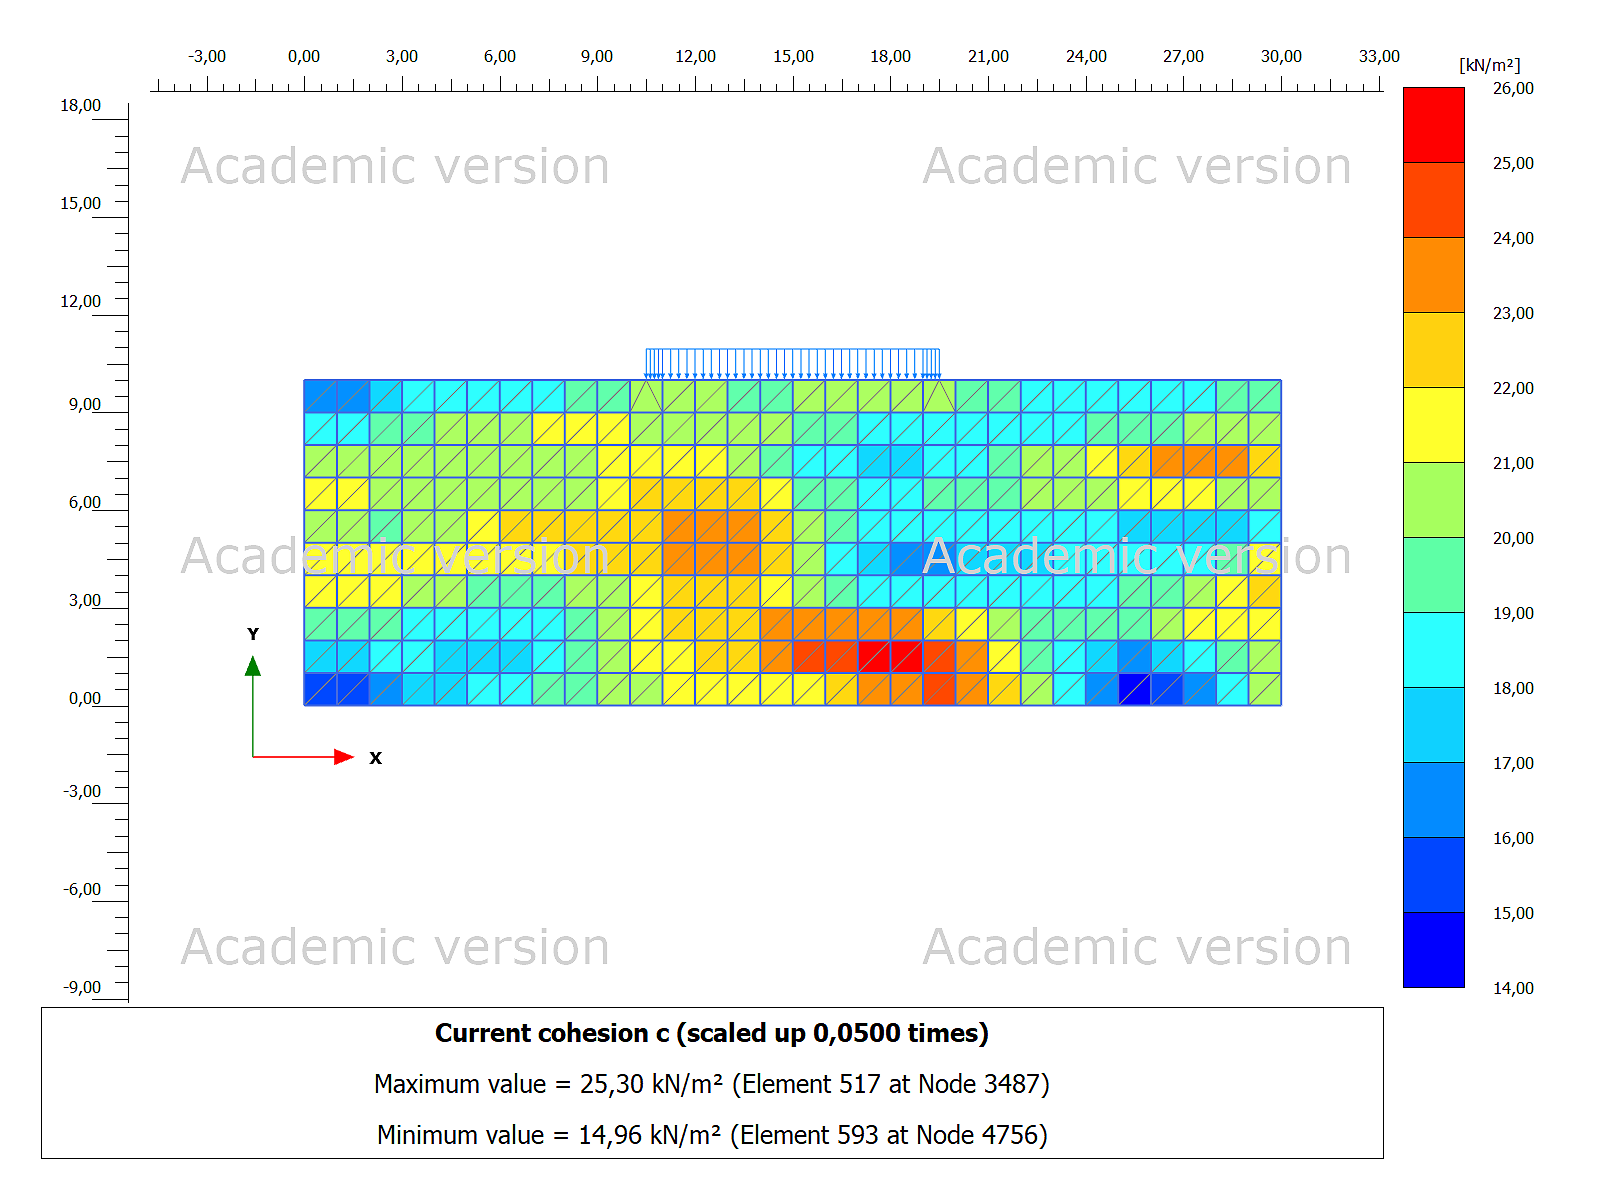 -3,00 0,00 3,00 6,00 9,00 12,00 15,00 18,00 21,00 24,00 27,00 30,00 33,00
[kN/m²]
26,00
25,00
24,00
23,00
22,00
21,00
20,00
19,00
18,00
17,00
16,00
15,00
14,00
18,00
15,00
12,00
9,00
6,00
3,00
0,00
-3,00
-6,00
-9,00
Academic version Academic version
Academic version Academic version
Academic version Academic version
Y
X
Current cohesion c (scaled up 0,0500 times)
Maximum value = 25,30 kN/m² (Element 517 at Node 3487)
Minimum value = 14,96 kN/m² (Element 593 at Node 4756)